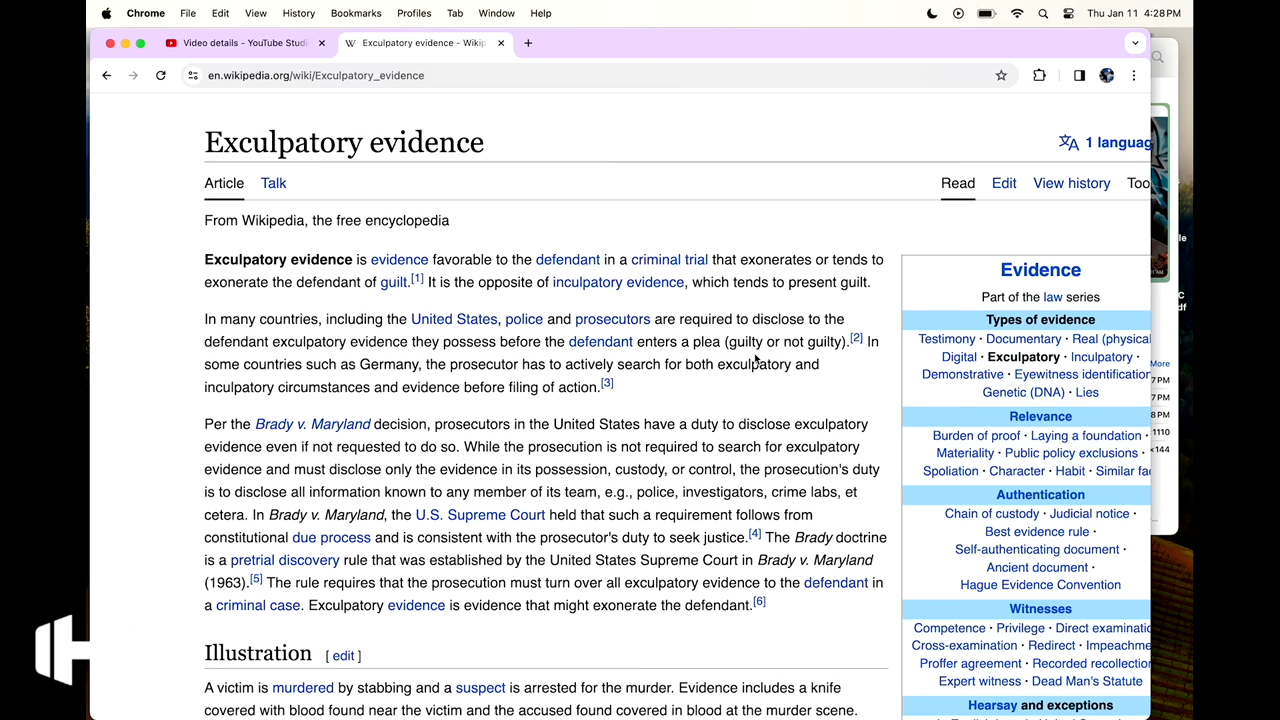 Chrome File Edit View History Bookmarks Profiles Tab Window Help Thu Jan 11 4:28 PM
Video details - YouTube Stud Exculpatory evidence - Wikip
en.wikipedia.org/wiki/Exculpatory_evidence
Exculpatory evidence
1 languag
Article Talk Read Edit View history Too
From Wikipedia, the free encyclopedia
Exculpatory evidence is evidence favorable to the defendant in a criminal trial that exonerates or tends to
exonerate the defendant of guilt.[1] It is the opposite of inculpatory evidence, which tends to present guilt.
In many countries, including the United States, police and prosecutors are required to disclose to the
defendant exculpatory evidence they possess before the defendant enters a plea (guilty or not guilty).[2] In
some countries such as Germany, the prosecutor has to actively search for both exculpatory and
inculpatory circumstances and evidence before filing of action.[3]
Per the Brady v. Maryland decision, prosecutors in the United States have a duty to disclose exculpatory
evidence even if not requested to do so. While the prosecution is not required to search for exculpatory
evidence and must disclose only the evidence in its possession, custody, or control, the prosecution's duty
is to disclose all information known to any member of its team, e.g., police, investigators, crime labs, et
cetera. In Brady v. Maryland, the U.S. Supreme Court held that such a requirement follows from
constitutional due process and is consistent with the prosecutor's duty to seek justice.[4] The Brady doctrine
is a pretrial discovery rule that was established by the United States Supreme Court in Brady v. Maryland
(1963).[5] The rule requires that the prosecution must turn over all exculpatory evidence to the defendant in
a criminal case. Exculpatory evidence is evidence that might exonerate the defendant.[6]
Illustration [ edit ]
A victim is murdered by stabbing and a suspect is arrested for the murder. Evidence includes a knife
covered with blood found near the victim and the accused found covered in blood at the murder scene.
Evidence
Part of the law series
Types of evidence
Testimony · Documentary · Real (physical
Digital · Exculpatory · Inculpatory ·
Demonstrative · Eyewitness identification
Genetic (DNA) · Lies
Relevance
Burden of proof · Laying a foundation ·
Materiality · Public policy exclusions ·
Spoliation · Character · Habit · Similar fa
Authentication
Chain of custody · Judicial notice ·
Best evidence rule ·
Self-authenticating document ·
Ancient document ·
Hague Evidence Convention
Witnesses
Competence · Privilege · Direct examinatio
Cross-examination · Redirect · Impeachme
Proffer agreement · Recorded recollection
Expert witness · Dead Man's Statute
Hearsay and exceptions
le
C
df
More
7 PM
7 PM
8 PM
1110
×144